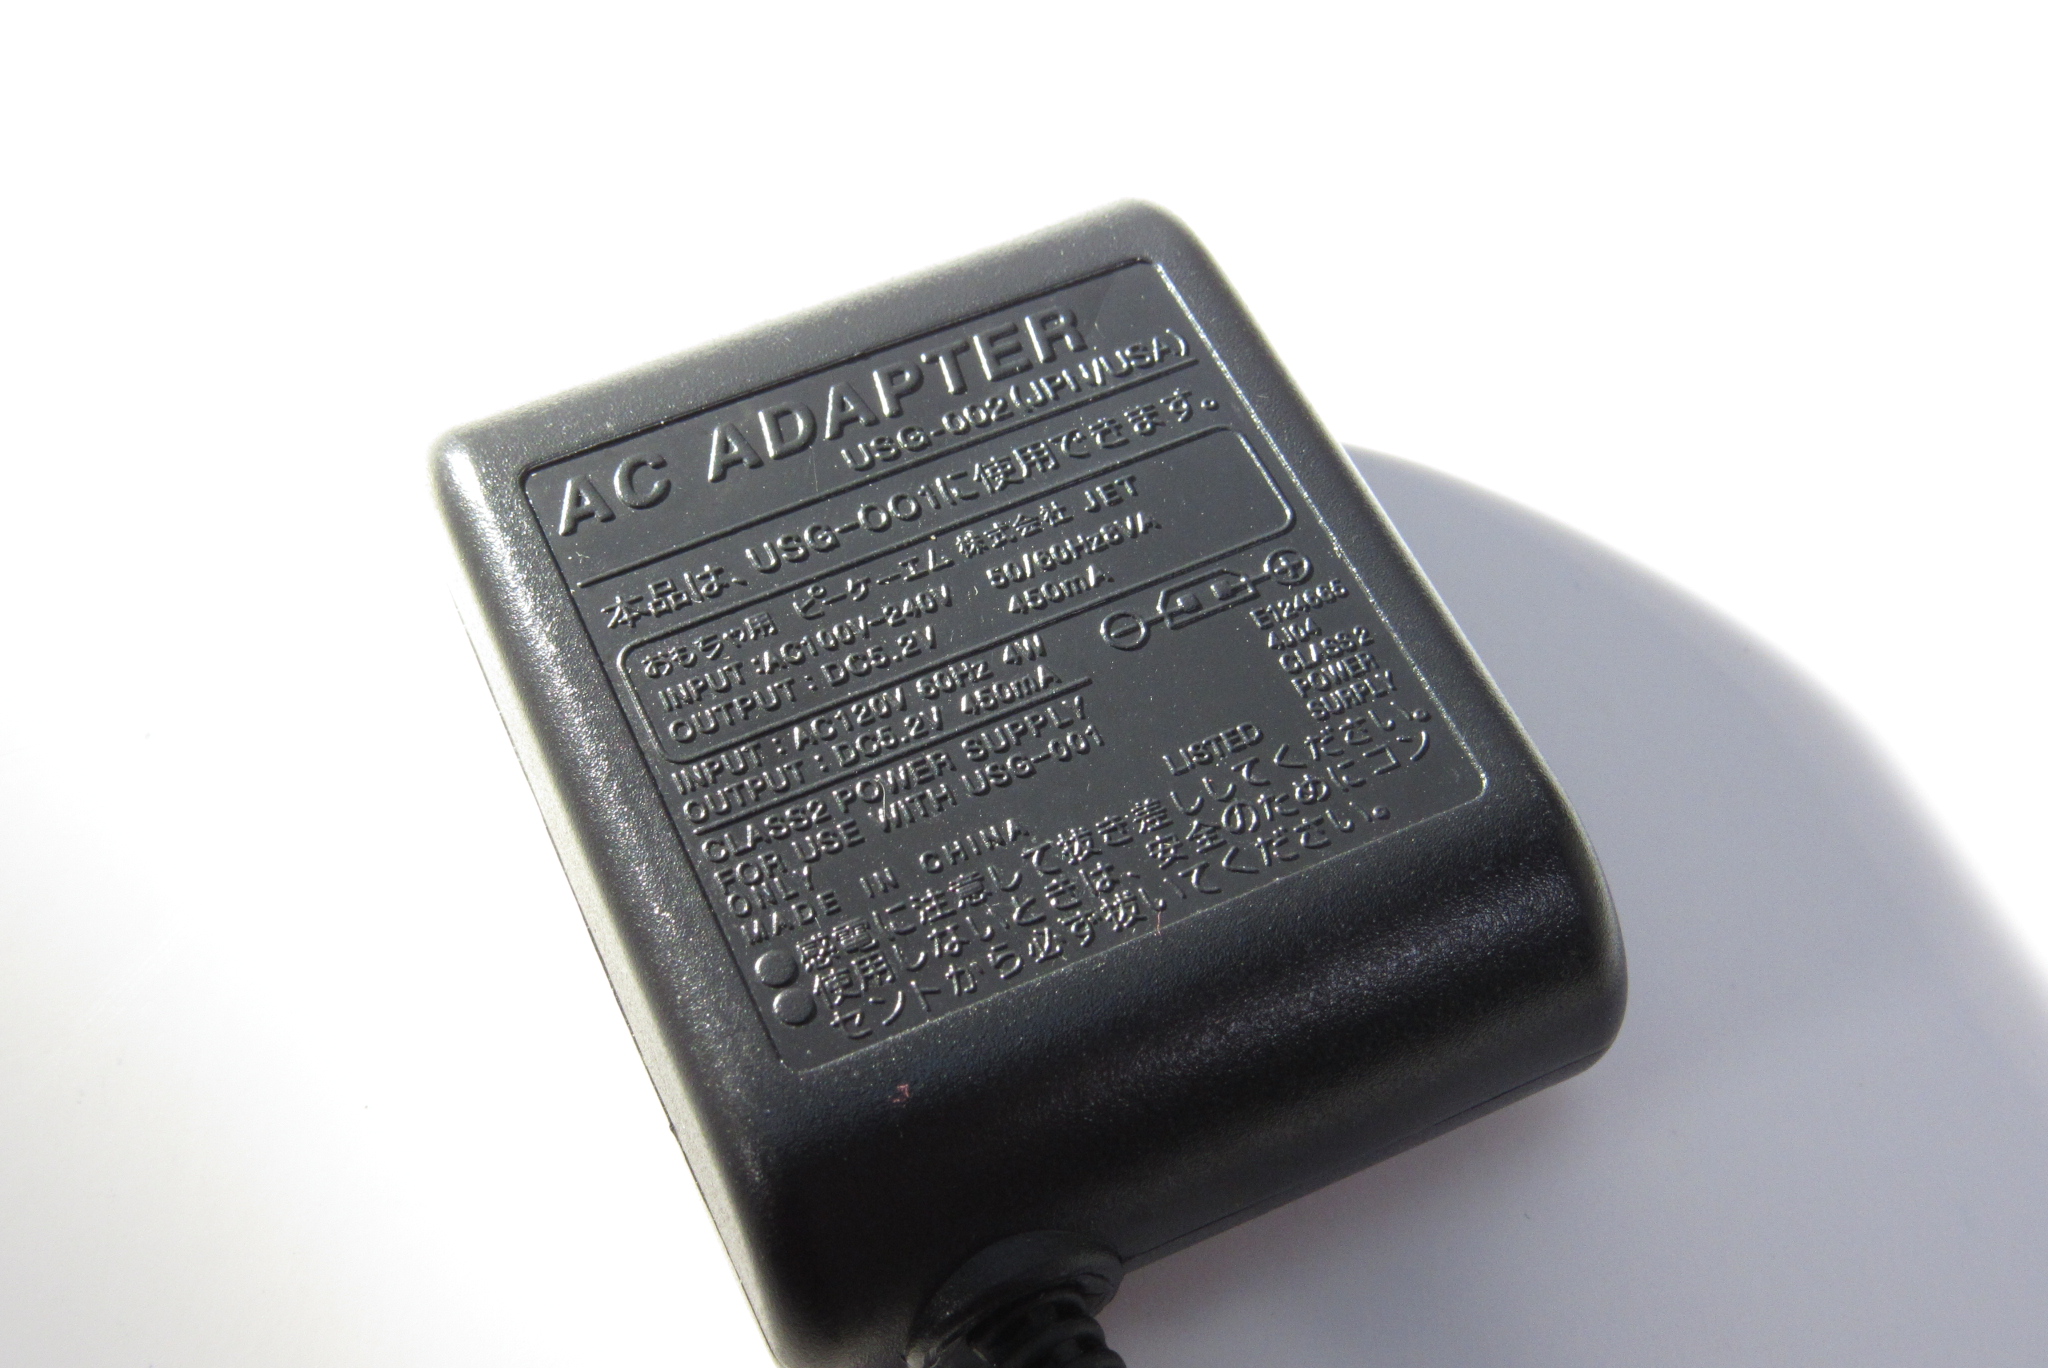 AC ADAPTER
USG-002(JPN/USA)
本品は、USG-001に使用できます。
おもちゃ用 ピーケーエム 株式会社 JET
INPUT:AC100V-240V 50/60Hz8VA
OUTPUT:DC5.2V 450mA
INPUT:AC120V 60Hz 4W
OUTPUT:DC5.2V 450mA
CLASS2 POWER SUPPLY
FOR USE WITH USG-001
ONLY
MADE IN CHINA
LISTED
4J04
CLASS2
POWER
SUPPLY
●感電に注意して抜き差ししてください。
●使用しないときは、安全のためにコン
セントから必ず抜いてください。